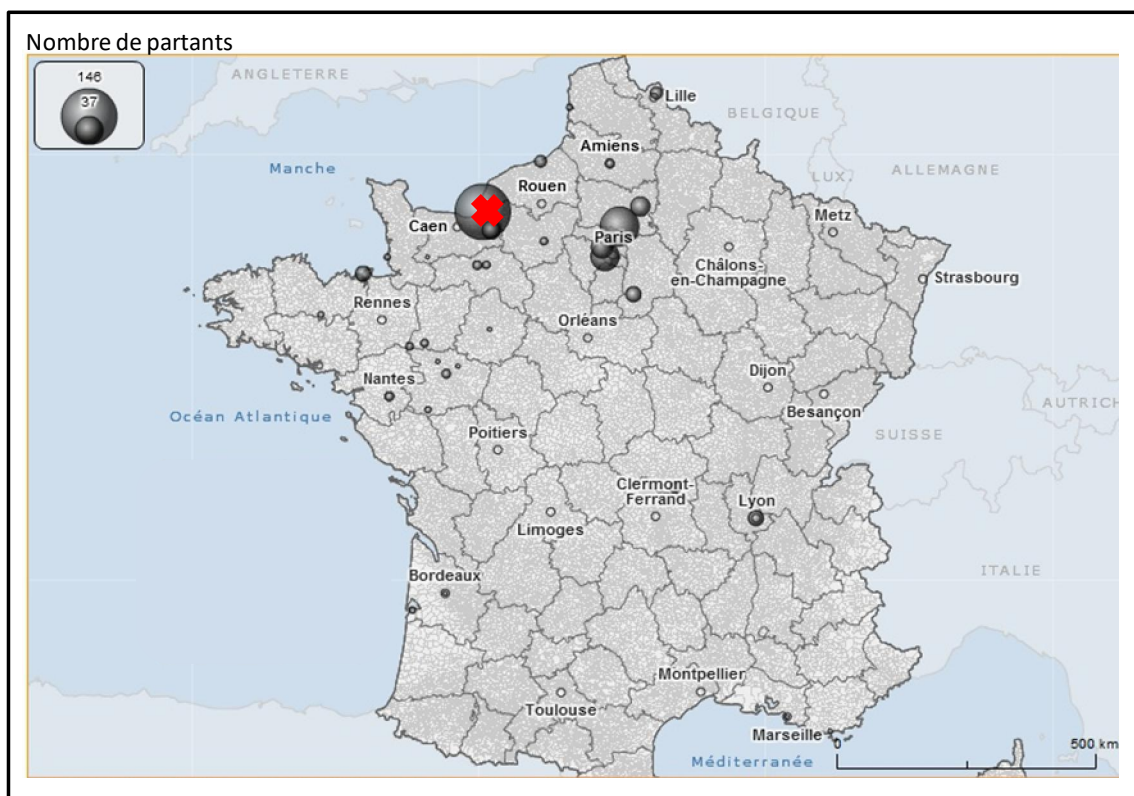 Nombre de partants
146
37
ANGLETERRE
Lille
BELGIQUE
Amiens
Manche
LUX.
ALLEMAGNE
Rouen
Metz
Caen
Paris
Châlons-
en-Champagne
Strasbourg
Rennes
Orléans
Dijon
Nantes
Besançon
AUTRICH
Océan Atlantique
SUISSE
Poitiers
Clermont-
Ferrand
Lyon
Limoges
ITALIE
Bordeaux
Montpellier
Toulouse
Marseille
0
500 km
Méditerranée